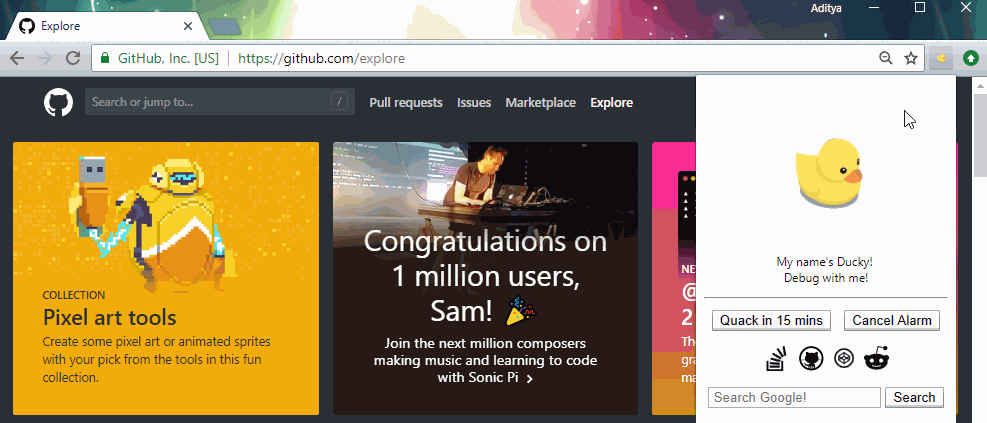 Aditya
Explore
GitHub, Inc. [US]
https://github.com/explore
Search or jump to...
/
Pull requests
Issues
Marketplace
Explore
COLLECTION
Pixel art tools
Create some pixel art or animated sprites
with your pick from the tools in this fun
collection.
Congratulations on
1 million users,
Sam!
Join the next million composers
making music and learning to code
with Sonic Pi
NE
@
2
The
gra
ma
My name's Ducky!
Debug with me!
Quack in 15 mins
Cancel Alarm
Search Google!
Search